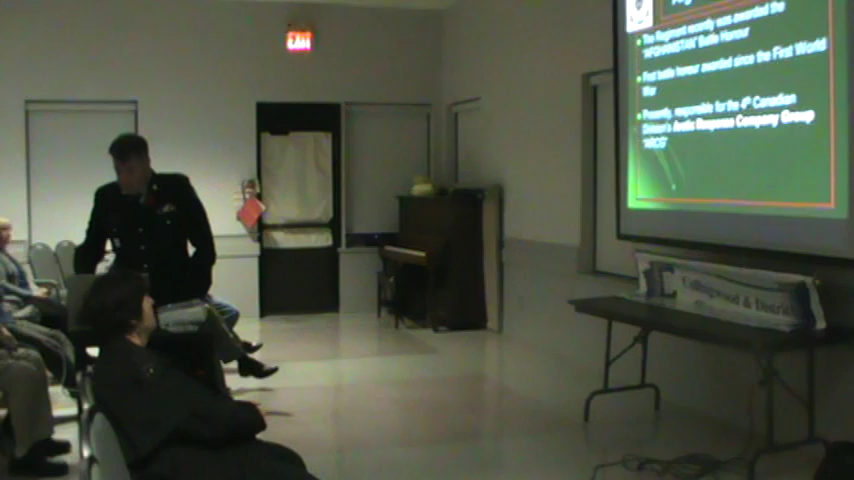 EXIT
The Regiment recently was awarded the
"AFGHANISTAN" Battle Honour
First battle honour awarded since the First World
War
Presently, responsible for the 4th Canadian
Division's Arctic Response Company Group
"ARCG"
Collingwood & District